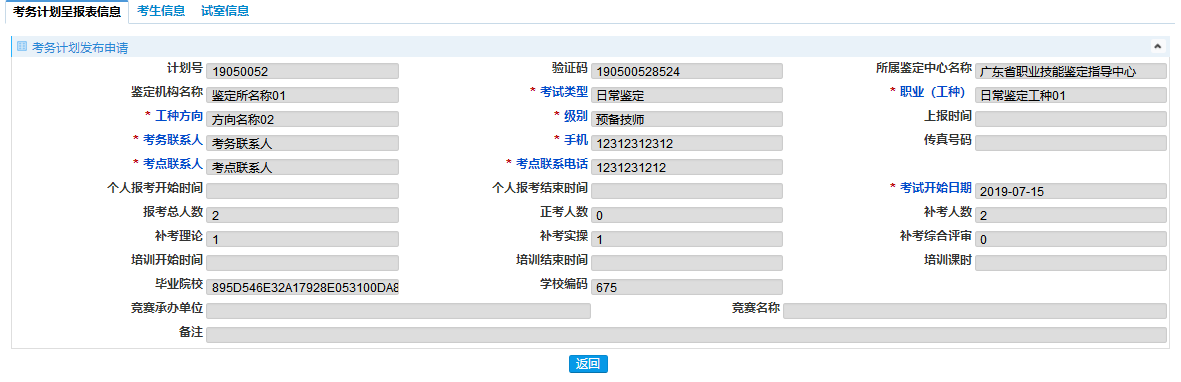 考务计划呈报表信息 考生信息 试室信息
考务计划发布申请
计划号 19050052 验证码 190500528524 所属鉴定中心名称 广东省职业技能鉴定指导中心
鉴定机构名称 鉴定所名称01 * 考试类型 日常鉴定 * 职业（工种） 日常鉴定工种01
* 工种方向 方向名称02 * 级别 预备技师 上报时间
* 考务联系人 考务联系人 * 手机 12312312312 传真号码
* 考点联系人 考点联系人 * 考点联系电话 1231231212
个人报考开始时间 个人报考结束时间 * 考试开始日期 2019-07-15
报考总人数 2 正考人数 0 补考人数 2
补考理论 1 补考实操 1 补考综合评审 0
培训开始时间 培训结束时间 培训课时
毕业院校 895D546E32A17928E053100DA8 学校编码 675
竞赛承办单位 竞赛名称
备注
返回